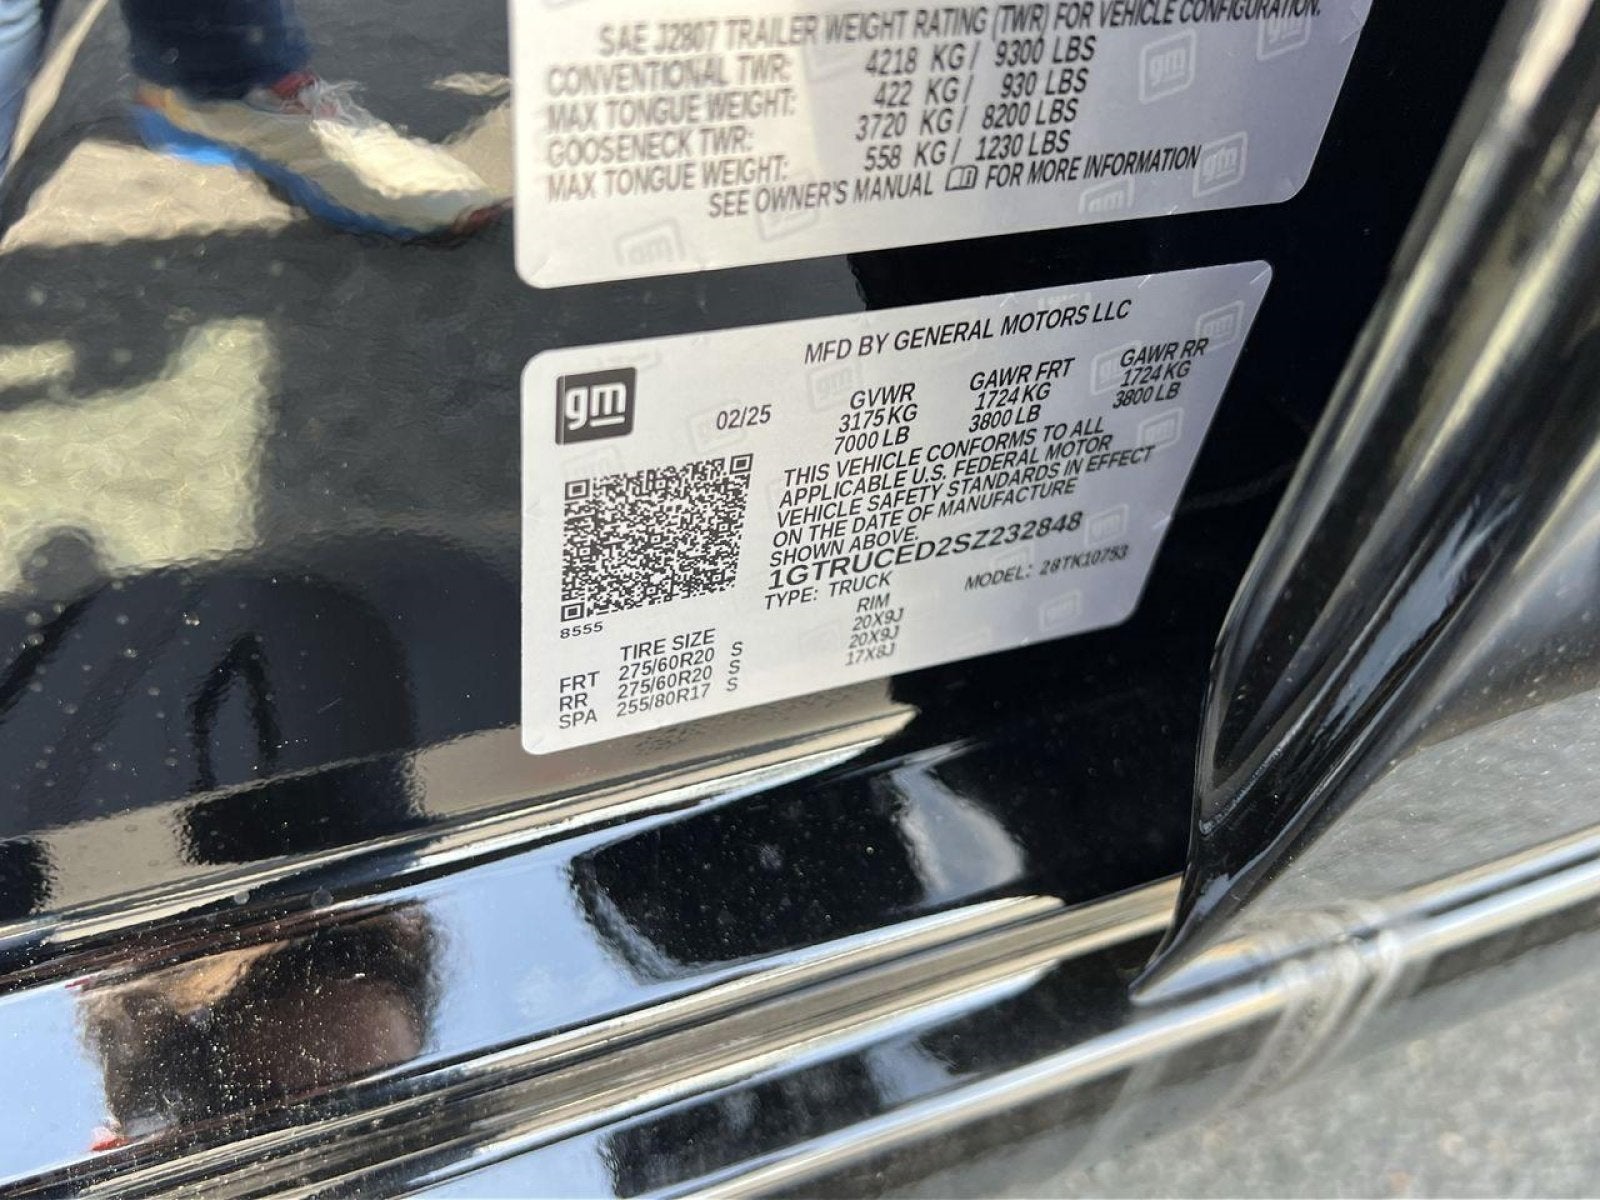 SAE J2807 TRAILER WEIGHT RATING (TWR) FOR VEHICLE CONFIGURATION.
CONVENTIONAL TWR: 4218 KG/ 9300 LBS
MAX TONGUE WEIGHT: 422 KG/ 930 LBS
GOOSENECK TWR: 3720 KG/ 8200 LBS
MAX TONGUE WEIGHT: 558 KG/ 1230 LBS
SEE OWNER'S MANUAL FOR MORE INFORMATION
MFD BY GENERAL MOTORS LLC
gm
02/25
GVWR GAWR FRT GAWR RR
3175 KG 1724 KG 1724 KG
7000 LB 3800 LB 3800 LB
THIS VEHICLE CONFORMS TO ALL
APPLICABLE U.S. FEDERAL MOTOR
VEHICLE SAFETY STANDARDS IN EFFECT
ON THE DATE OF MANUFACTURE
SHOWN ABOVE.
1GTRUCED2SZ232848
TYPE: TRUCK MODEL: 28TK10753
8555
TIRE SIZE RIM
FRT 275/60R20 S 20X9J
RR 275/60R20 S 20X9J
SPA 255/80R17 S 17X8J